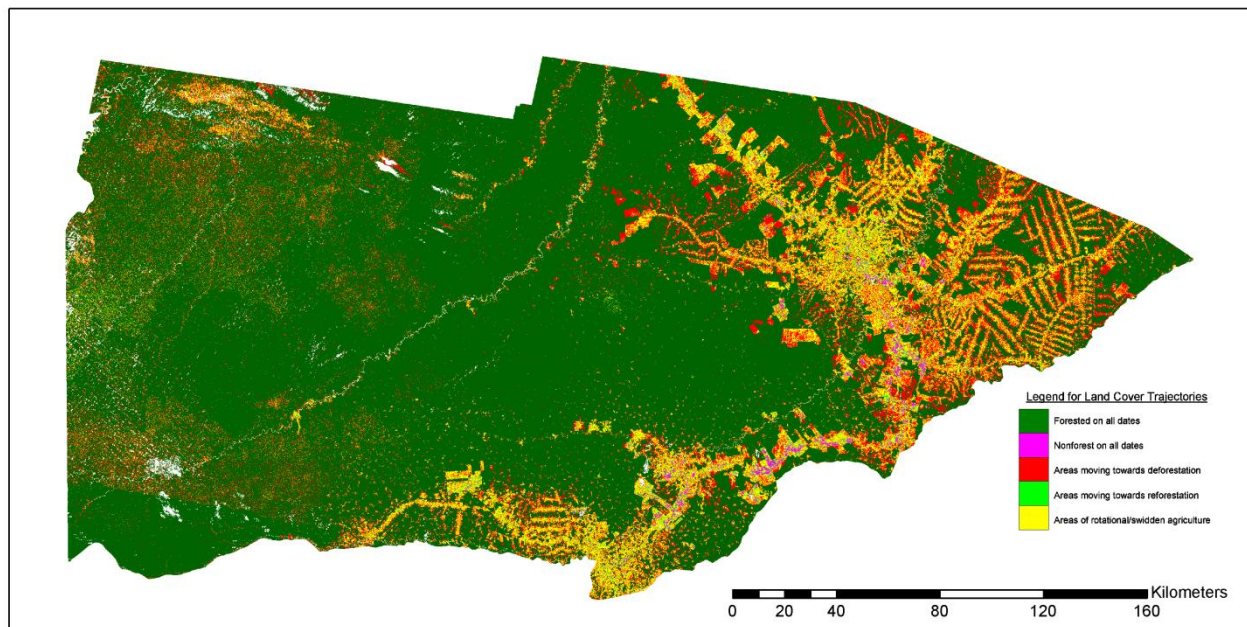 Legend for Land Cover Trajectories
Forested on all dates
Nonforest on all dates
Areas moving towards deforestation
Areas moving towards reforestation
Areas of rotational/swidden agriculture
Kilometers
0 20 40 80 120 160